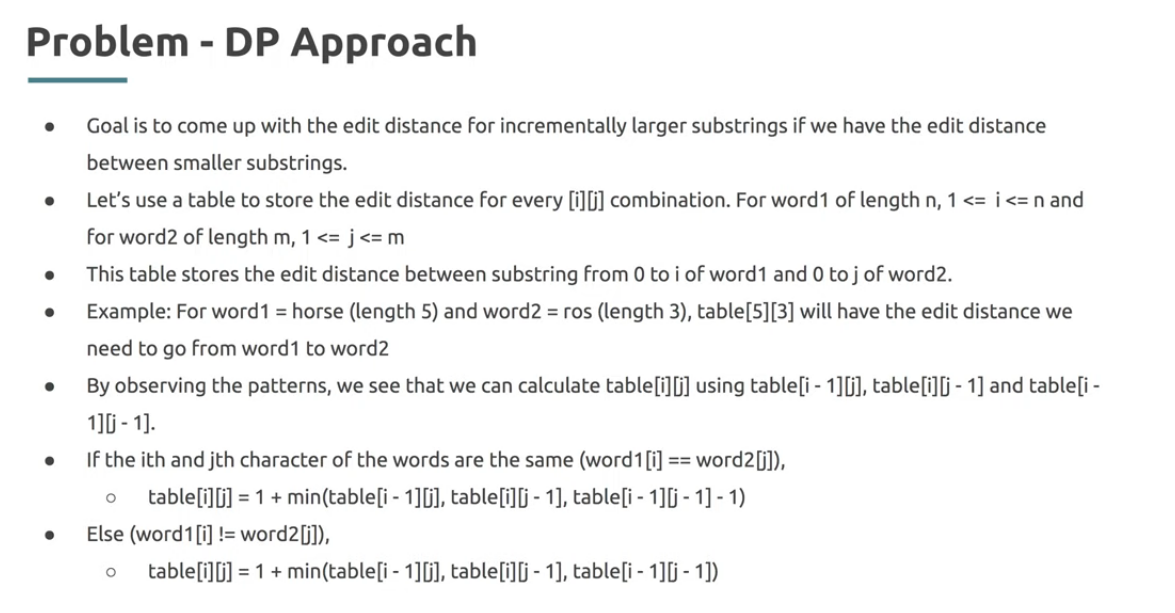 Problem - DP Approach
● Goal is to come up with the edit distance for incrementally larger substrings if we have the edit distance
between smaller substrings.
● Let’s use a table to store the edit distance for every [i][j] combination. For word1 of length n, 1 <= i <= n and
for word2 of length m, 1 <= j <= m
● This table stores the edit distance between substring from 0 to i of word1 and 0 to j of word2.
● Example: For word1 = horse (length 5) and word2 = ros (length 3), table[5][3] will have the edit distance we
need to go from word1 to word2
● By observing the patterns, we see that we can calculate table[i][j] using table[i - 1][j], table[i][j - 1] and table[i -
1][j - 1].
● If the ith and jth character of the words are the same (word1[i] == word2[j]),
○ table[i][j] = 1 + min(table[i - 1][j], table[i][j - 1], table[i - 1][j - 1] - 1)
● Else (word1[i] != word2[j]),
○ table[i][j] = 1 + min(table[i - 1][j], table[i][j - 1], table[i - 1][j - 1])